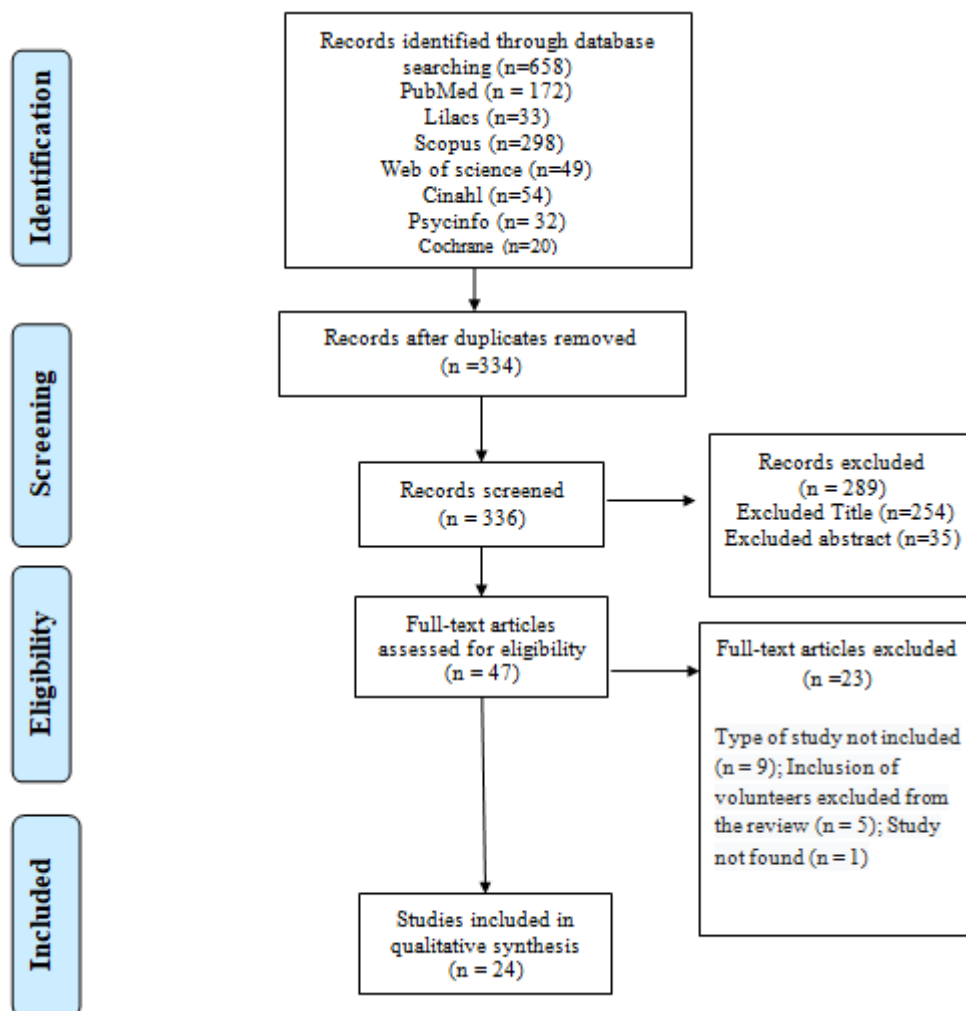 Identification
Records identified through database
searching (n=658)
PubMed (n = 172)
Lilacs (n=33)
Scopus (n=298)
Web of science (n=49)
Cinahl (n=54)
Psycinfo (n= 32)
Cochrane (n=20)
Screening
Records after duplicates removed
(n =334)
Records screened
(n = 336)
Records excluded
(n = 289)
Excluded Title (n=254)
Excluded abstract (n=35)
Eligibility
Full-text articles
assessed for eligibility
(n = 47)
Full-text articles excluded
(n =23)
Type of study not included
(n = 9); Inclusion of
volunteers excluded from
the review (n = 5); Study
not found (n = 1)
Included
Studies included in
qualitative synthesis
(n = 24)